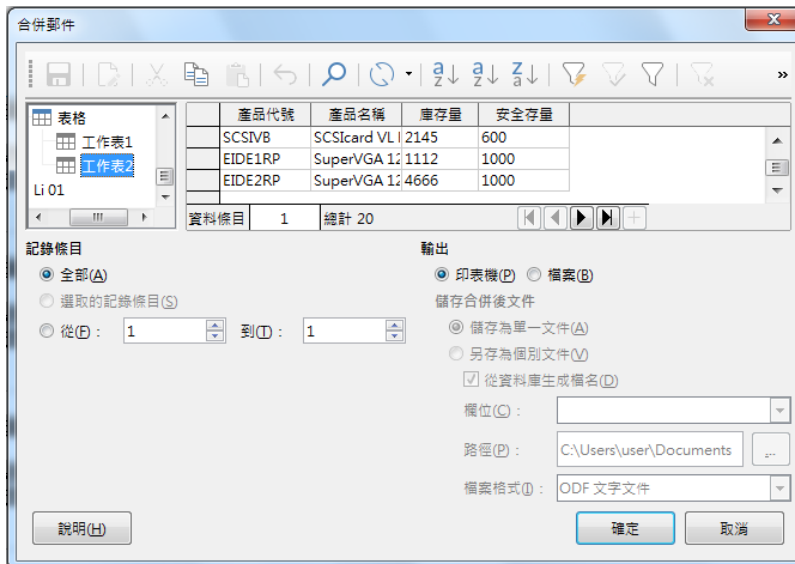 合併郵件
表格
工作表1
工作表2
Li 01
產品代號 產品名稱 庫存量 安全存量
SCSIVB SCSIcard VL 2145 600
EIDE1RP SuperVGA 12 1112 1000
EIDE2RP SuperVGA 12 4666 1000
資料條目 1 總計 20
記錄條目
全部(A)
選取的記錄條目(S)
從(F)： 1 到(T)： 1
輸出
印表機(P) 檔案(B)
儲存合併後文件
儲存為單一文件(A)
另存為個別文件(V)
從資料庫生成檔名(D)
欄位(C)：
路徑(P)： C:\Users\user\Documents ...
檔案格式(I)： ODF 文字文件
說明(H) 確定 取消